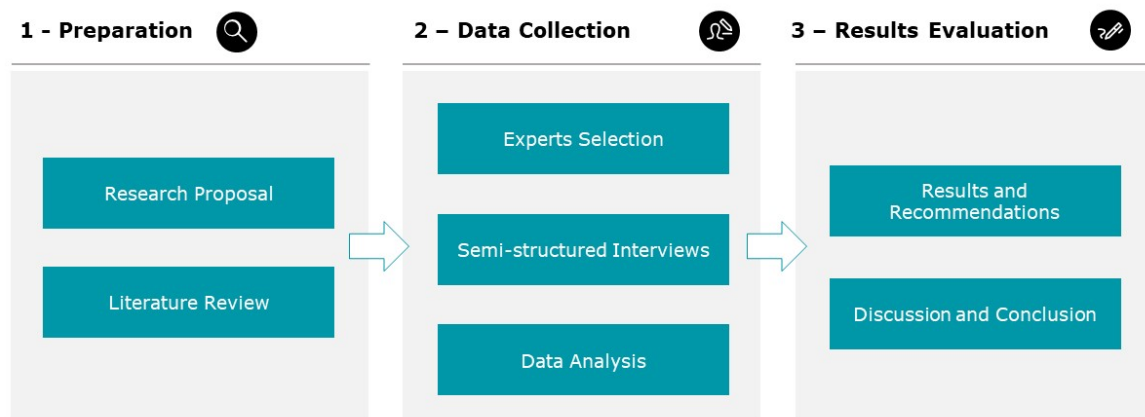 1 - Preparation
2 – Data Collection
3 – Results Evaluation
Research Proposal
Literature Review
Experts Selection
Semi-structured Interviews
Data Analysis
Results and
Recommendations
Discussion and Conclusion